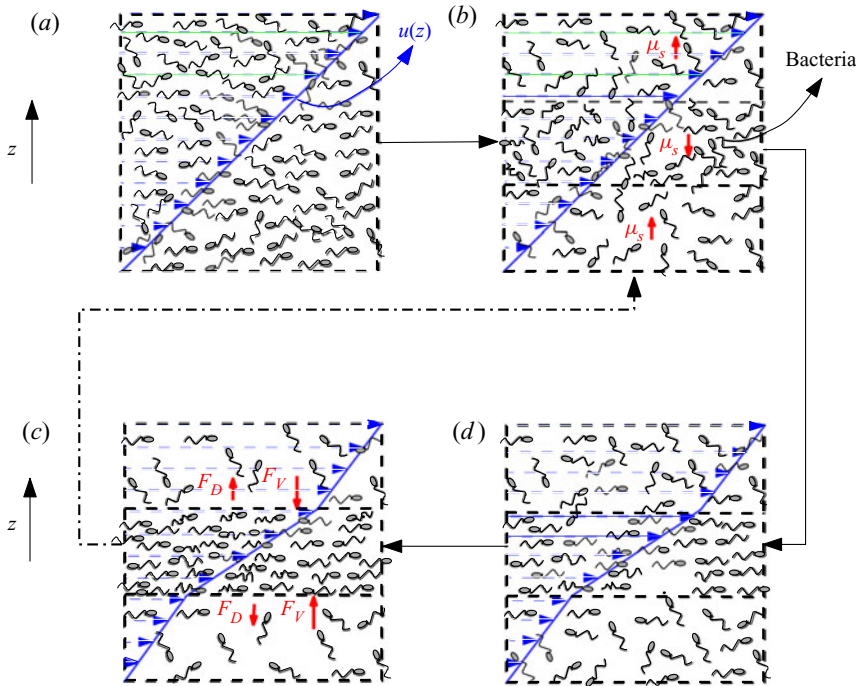 (a)
u(z)
(b)
μs
Bacteria
z
μs
μs
(c)
(d)
FD
FV
z
FD
FV